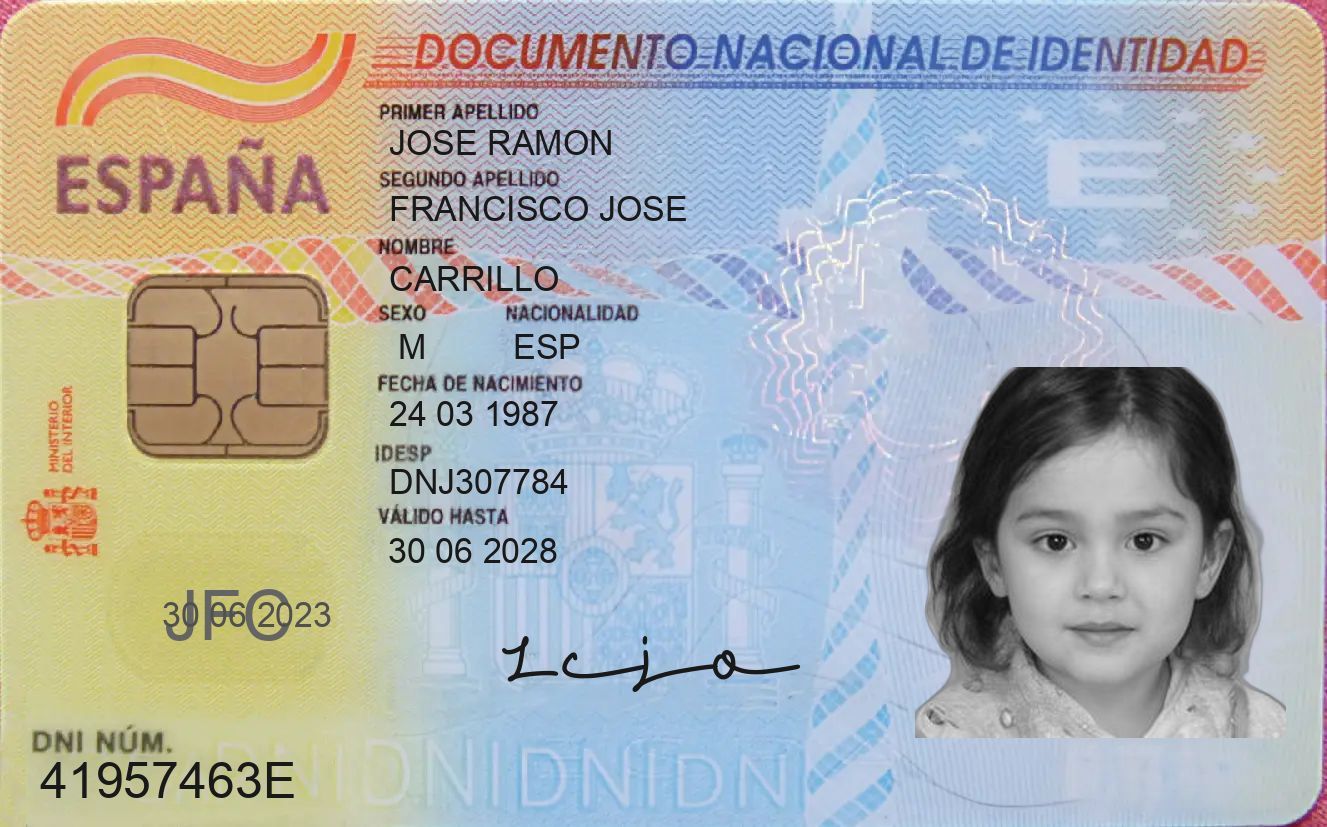 DOCUMENTO NACIONAL DE IDENTIDAD
ESPAÑA
PRIMER APELLIDO
JOSE RAMON
SEGUNDO APELLIDO
FRANCISCO JOSE
NOMBRE
CARRILLO
SEXO NACIONALIDAD
M ESP
FECHA DE NACIMIENTO
24 03 1987
IDESP
DNJ307784
VÁLIDO HASTA
30 06 2028
MINISTERIO
DEL INTERIOR
30 06 2023
JFC
DNI NÚM.
41957463E
DNIDNIDNIDNI
E